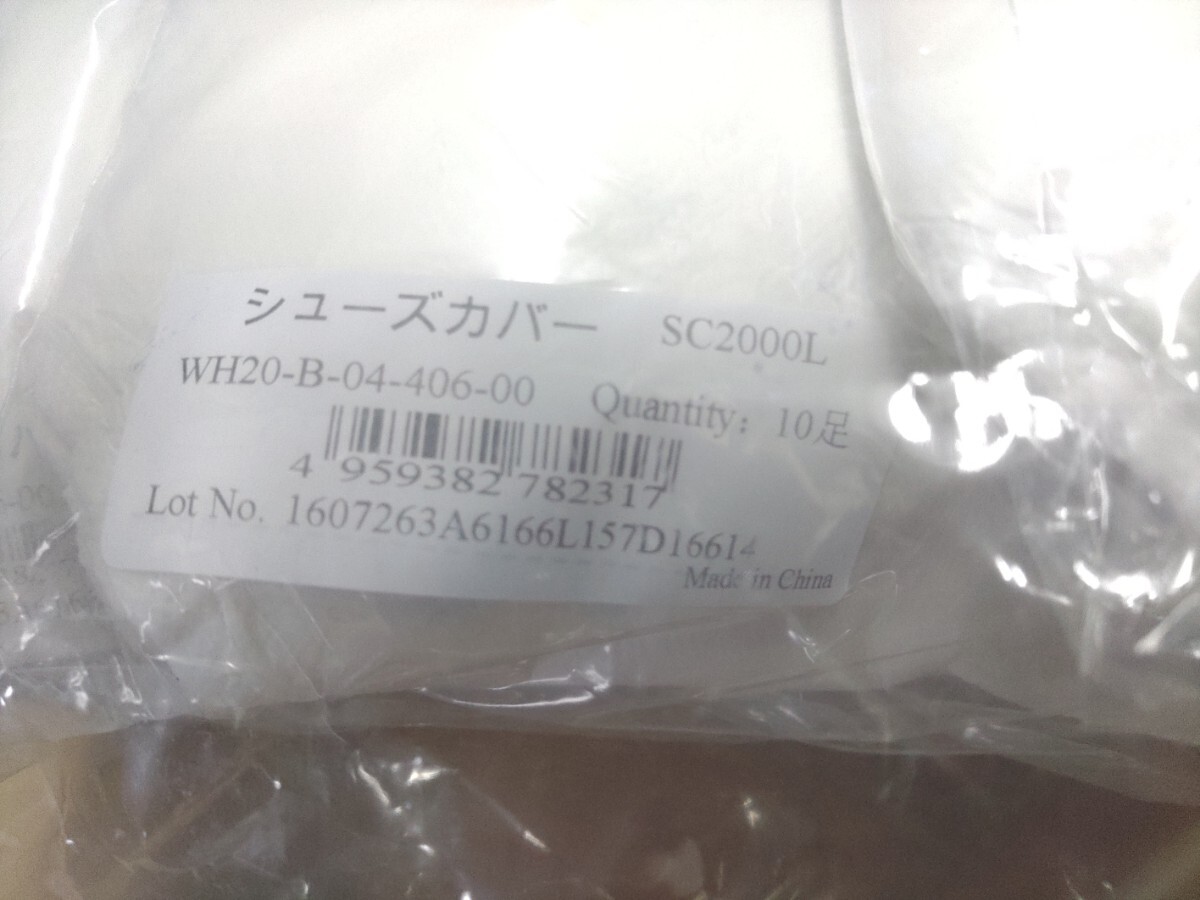 シューズカバー SC2000L
WH20-B-04-406-00 Quantity: 10足
4 959382 782317
Lot No. 1607263A6166L157D16614
Made in China